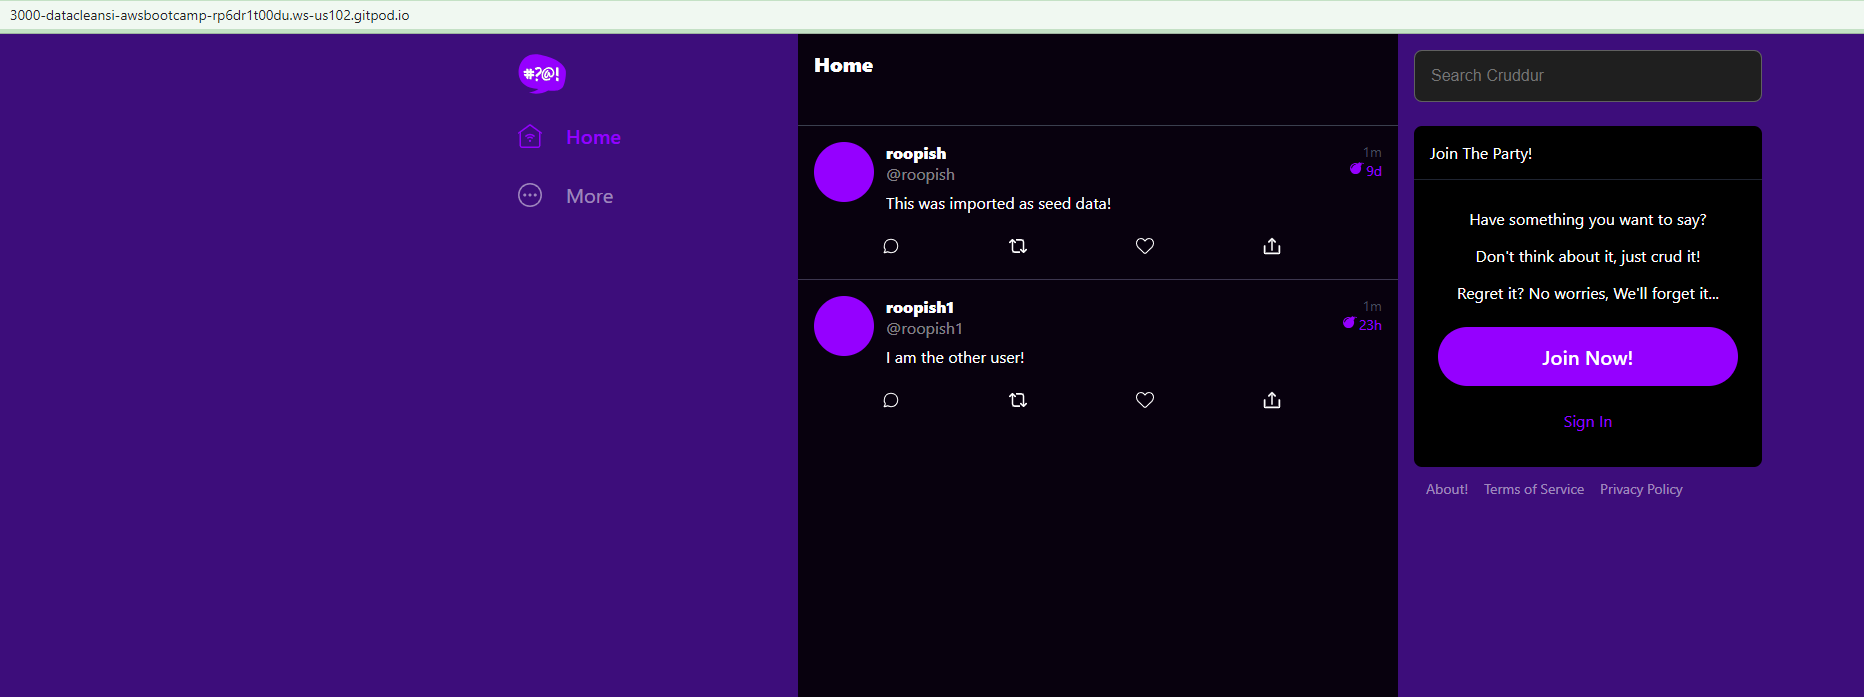 3000-datacleansi-awsbootcamp-rp6dr1t00du.ws-us102.gitpod.io
#?@!
Home
More
Home
roopish
@roopish
1m
9d
This was imported as seed data!
roopish1
@roopish1
1m
23h
I am the other user!
Search Cruddur
Join The Party!
Have something you want to say?
Don't think about it, just crud it!
Regret it? No worries, We'll forget it...
Join Now!
Sign In
About! Terms of Service Privacy Policy